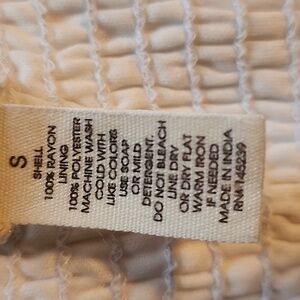 S
SHELL
100% RAYON
LINING
100% POLYESTER
MACHINE WASH
COLD WITH
LIKE COLORS
USE SOAP
OR MILD
DETERGENT.
DO NOT BLEACH
LINE DRY
OR DRY FLAT
WARM IRON
IF NEEDED
MADE IN INDIA
RN# 145239